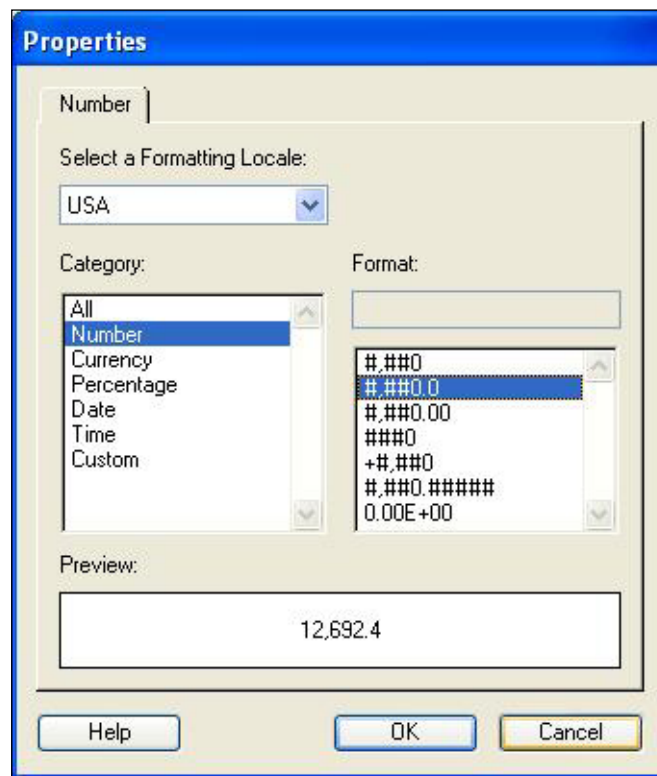 Properties
Number
Select a Formatting Locale:
USA
Category:
All
Number
Currency
Percentage
Date
Time
Custom
Format:
#,##0
#,##0.0
#,##0.00
###0
+#,##0
#,##0.#####
0.00E+00
Preview:
12,692.4
Help
OK
Cancel